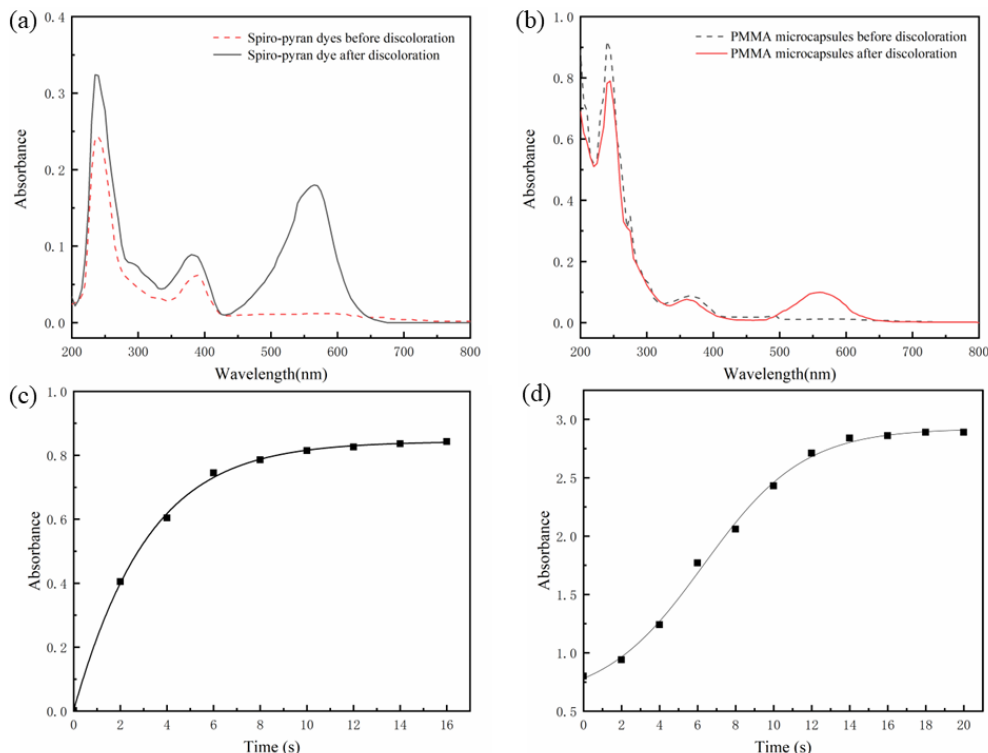 (a)
0.4
0.3
0.2
0.1
0.0
Absorbance
Spiro-pyran dyes before discoloration
Spiro-pyran dye after discoloration
200 300 400 500 600 700 800
Wavelength(nm)
(b)
1.0
0.8
0.6
0.4
0.2
0.0
Absorbance
PMMA microcapsules before discoloration
PMMA microcapsules after discoloration
200 300 400 500 600 700 800
Wavelength(nm)
(c)
1.0
0.8
0.6
0.4
0.2
0.0
Absorbance
0 2 4 6 8 10 12 14 16
Time (s)
(d)
3.0
2.5
2.0
1.5
1.0
0.5
Absorbance
0 2 4 6 8 10 12 14 16 18 20
Time (s)